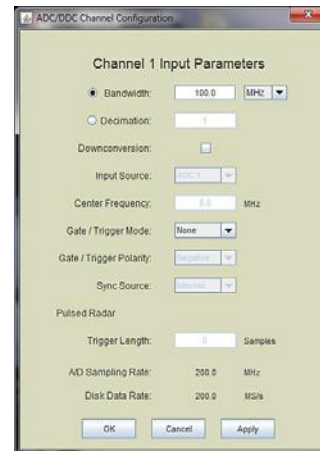 ADC/DDC Channel Configuration
Channel 1 Input Parameters
Bandwidth: 100.0 MHz
Decimation: 1
Downconversion:
Input Source: ADC 1
Center Frequency: 0.0 MHz
Gate / Trigger Mode: None
Gate / Trigger Polarity: Negative
Sync Source: Internal
Pulsed Radar
Trigger Length: 0 Samples
A/D Sampling Rate: 200.0 MHz
Disk Data Rate: 200.0 MS/s
OK Cancel Apply